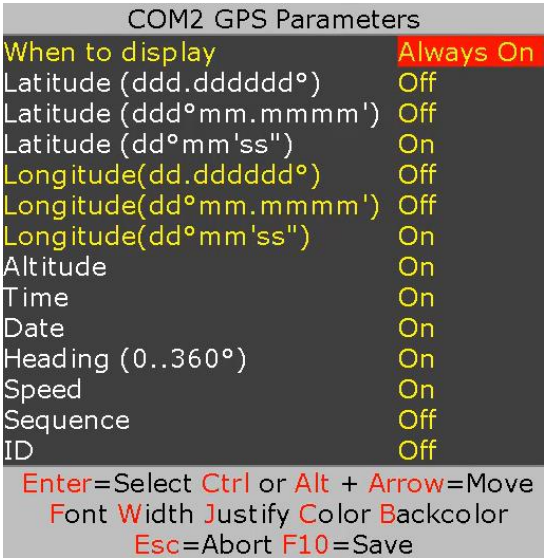 COM2 GPS Parameters
When to display Always On
Latitude (ddd.dddddd°) Off
Latitude (ddd°mm.mmmm') Off
Latitude (dd°mm'ss") On
Longitude(dd.dddddd°) Off
Longitude(dd°mm.mmmm') Off
Longitude(dd°mm'ss") On
Altitude On
Time On
Date On
Heading (0..360°) On
Speed On
Sequence Off
ID Off
Enter=Select Ctrl or Alt + Arrow=Move
Font Width Justify Color Backcolor
Esc=Abort F10=Save